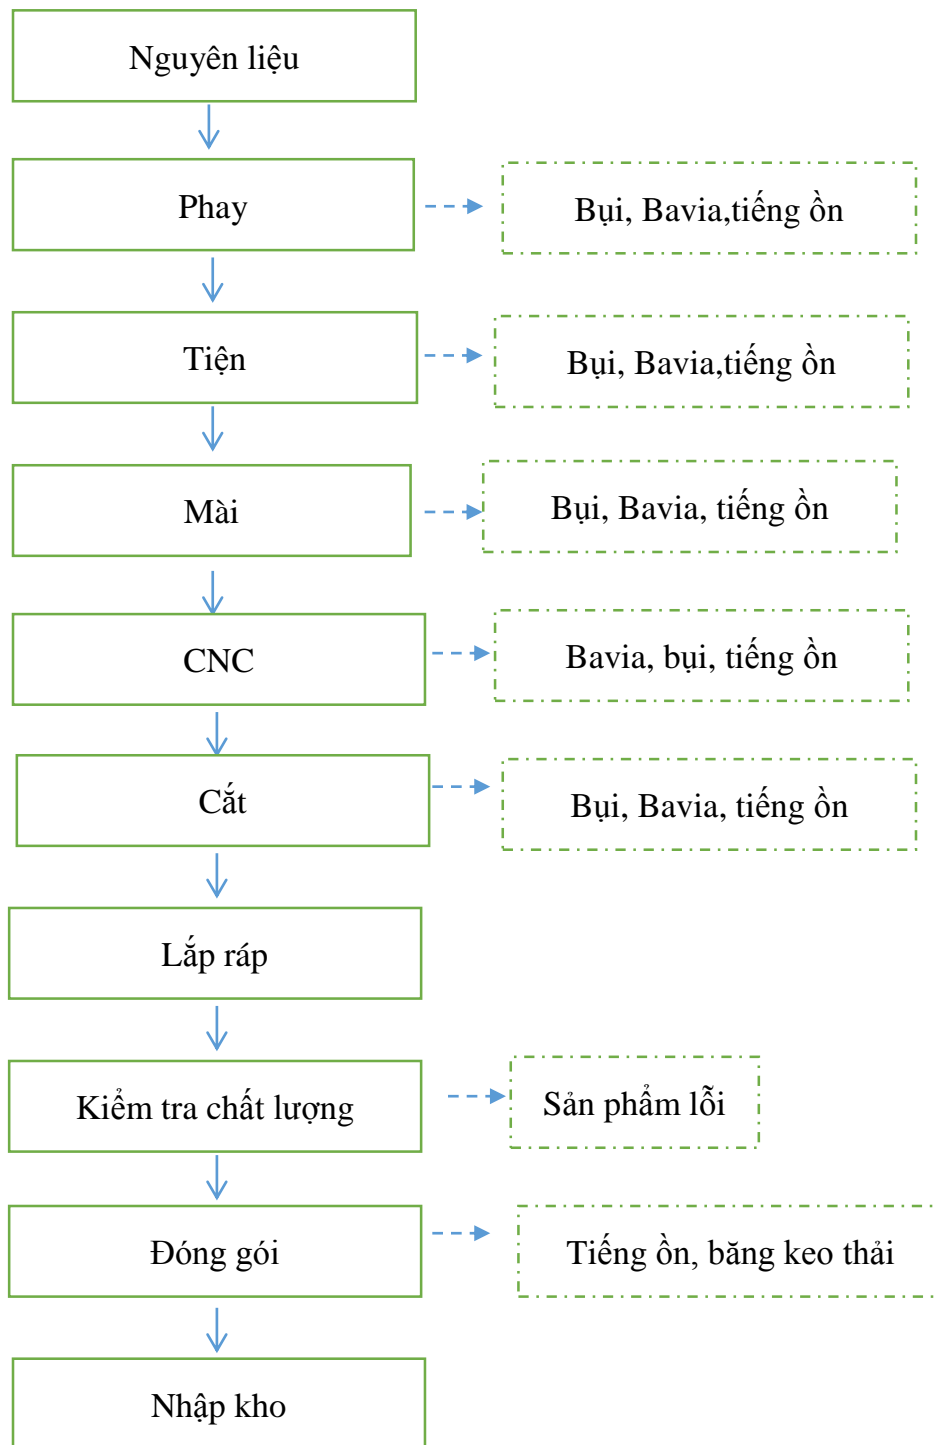 Nguyên liệu
Phay
Bụi, Bavia,tiếng ồn
Tiện
Bụi, Bavia,tiếng ồn
Mài
Bụi, Bavia, tiếng ồn
CNC
Bavia, bụi, tiếng ồn
Cắt
Bụi, Bavia, tiếng ồn
Lắp ráp
Kiểm tra chất lượng
Sản phẩm lỗi
Đóng gói
Tiếng ồn, băng keo thải
Nhập kho